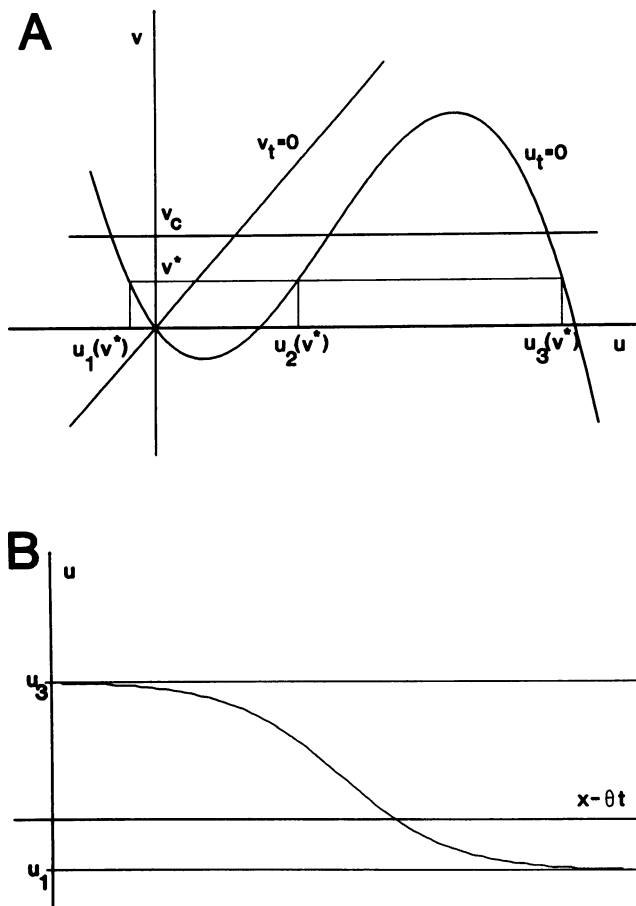 A
v
v_t=0
u_t=0
v_c
v*
u_1(v*) u_2(v*) u_3(v*) u
B
u
u_3
x-θt
u_1